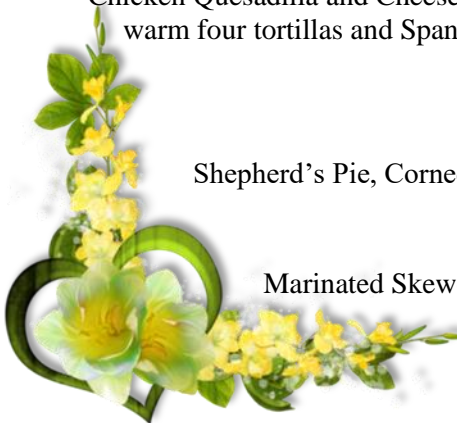 Chicken Quesadilla and Cheese
warm four tortillas and Span
Shepherd’s Pie, Corne
Marinated Skew